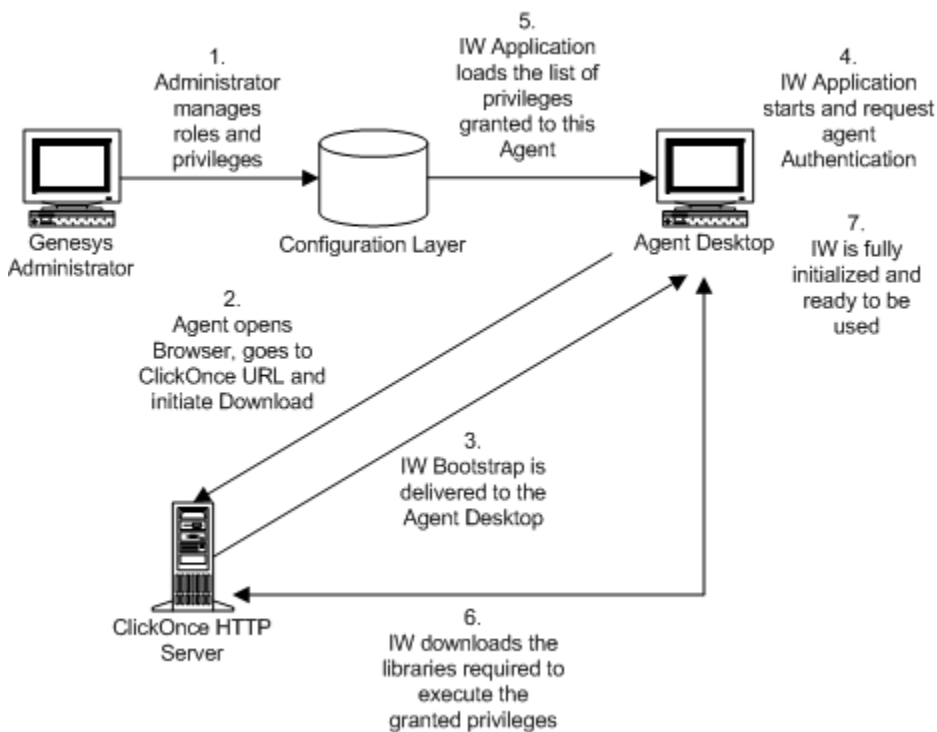 1.
Administrator
manages
roles and
privileges
5.
IW Application
loads the list of
privileges
granted to this
Agent
4.
IW Application
starts and request
agent
Authentication
Genesys
Administrator
Configuration Layer
Agent Desktop
7.
IW is fully
initialized and
ready to be
used
2.
Agent opens
Browser, goes to
ClickOnce URL and
initiate Download
3.
IW Bootstrap is
delivered to the
Agent Desktop
ClickOnce HTTP
Server
6.
IW downloads the
libraries required to
execute the
granted privileges